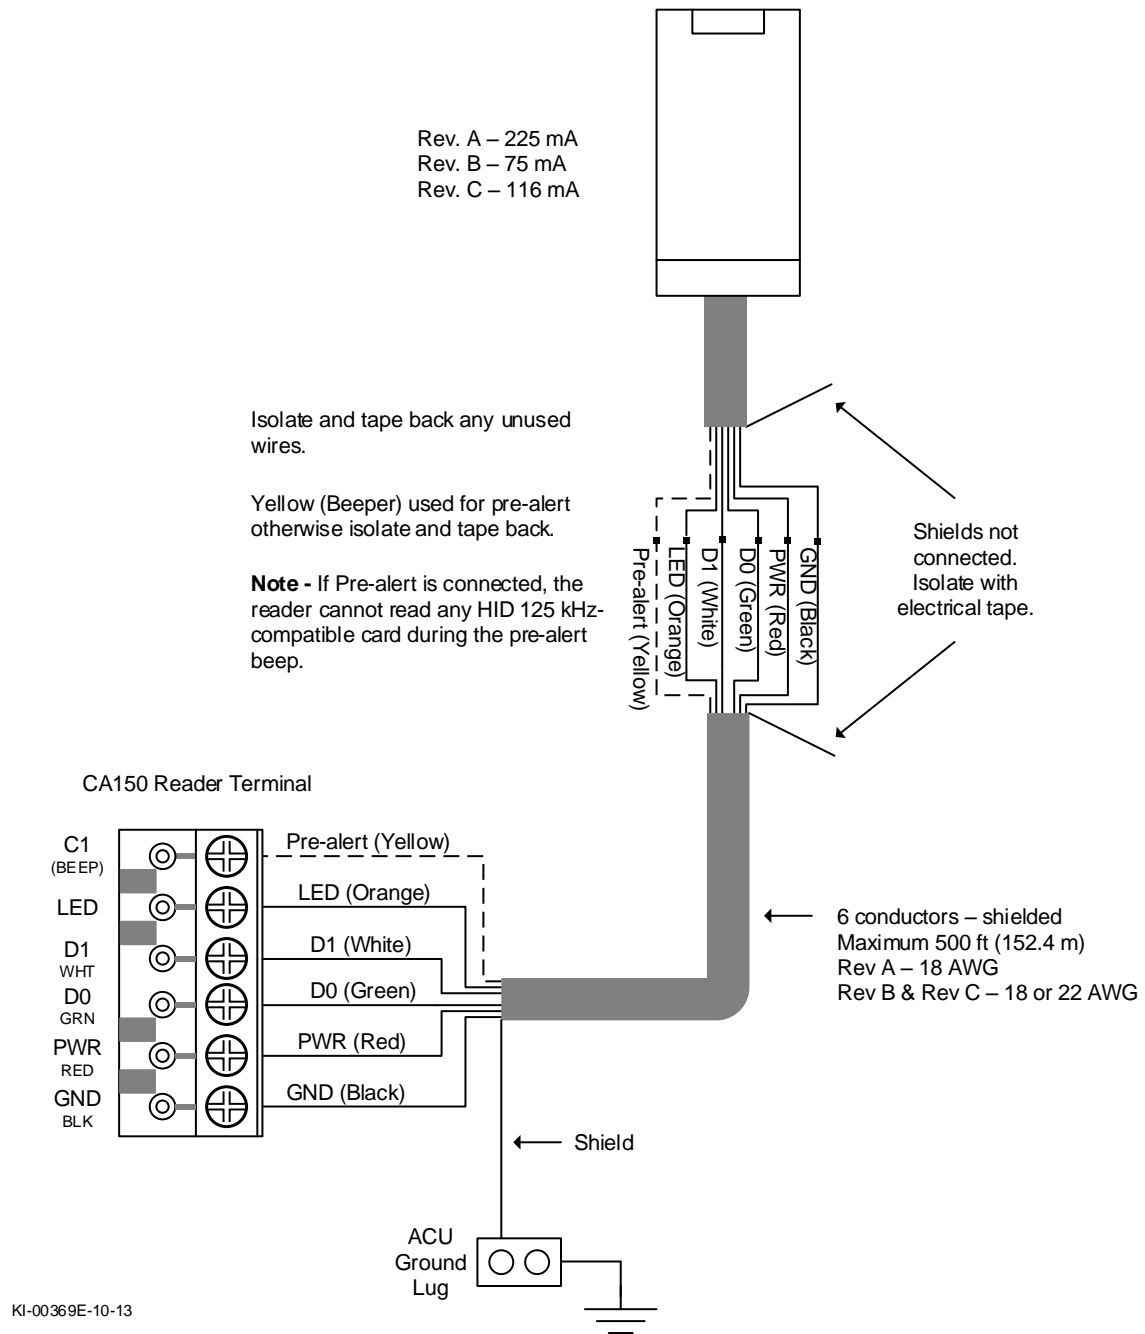 Rev. A – 225 mA
Rev. B – 75 mA
Rev. C – 116 mA
Isolate and tape back any unused
wires.
Yellow (Beeper) used for pre-alert
otherwise isolate and tape back.
Note - If Pre-alert is connected, the
reader cannot read any HID 125 kHz-
compatible card during the pre-alert
beep.
Pre-alert (Yellow)
LED (Orange)
D1 (White)
D0 (Green)
PWR (Red)
GND (Black)
Shields not
connected.
Isolate with
electrical tape.
CA150 Reader Terminal
C1
(BEEP)
LED
D1
WHT
D0
GRN
PWR
RED
GND
BLK
Pre-alert (Yellow)
LED (Orange)
D1 (White)
D0 (Green)
PWR (Red)
GND (Black)
6 conductors – shielded
Maximum 500 ft (152.4 m)
Rev A – 18 AWG
Rev B & Rev C – 18 or 22 AWG
Shield
ACU
Ground
Lug
KI-00369E-10-13